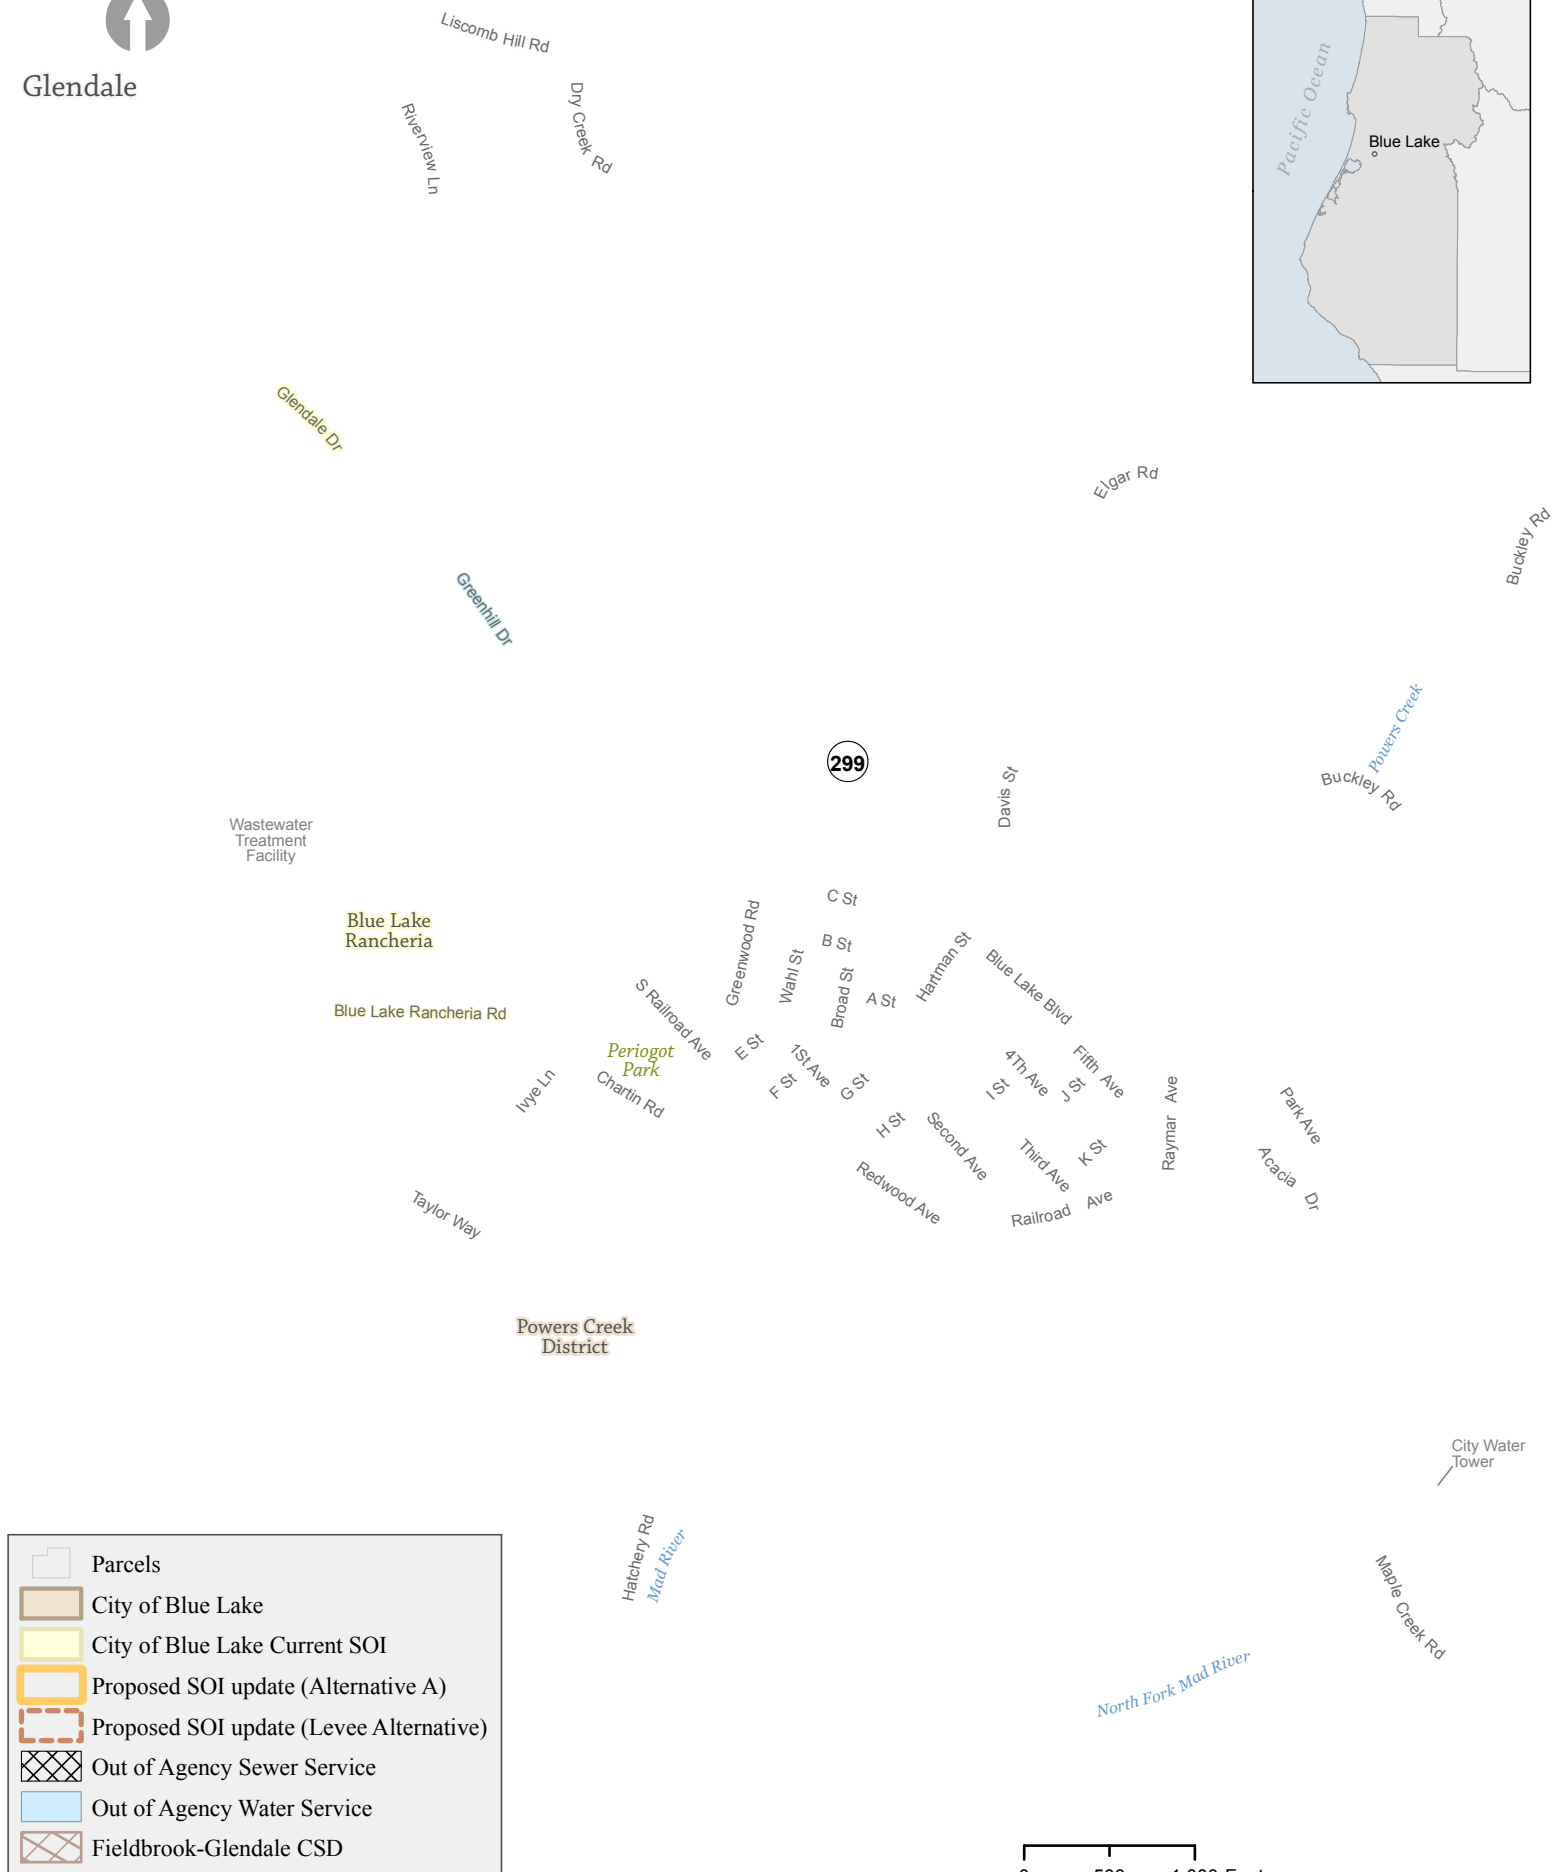 Liscomb Hill Rd
Glendale
Dry Creek Rd
Riverview Ln
Pacific Ocean
Blue Lake
Glendale Dr
Elgar Rd
Buckley Rd
Greenhill Dr
Powers Creek
299
Davis St
Buckley Rd
Wastewater
Treatment
Facility
Blue Lake
Rancheria
C St
Greenwood Rd
B St
Wahl St
Broad St
A St
Hartman St
Blue Lake Blvd
Blue Lake Rancheria Rd
S Railroad Ave
Periogot
Park
E St
1St Ave
F St
G St
4Th Ave
Fifth Ave
I St
J St
Ivye Ln
Chartin Rd
H St
Second Ave
Third Ave
K St
Raymar Ave
Park Ave
Acacia Dr
Redwood Ave
Railroad Ave
Taylor Way
Powers Creek
District
City Water
Tower
Hatchery Rd
Mad River
Maple Creek Rd
North Fork Mad River
Parcels
City of Blue Lake
City of Blue Lake Current SOI
Proposed SOI update (Alternative A)
Proposed SOI update (Levee Alternative)
Out of Agency Sewer Service
Out of Agency Water Service
Fieldbrook-Glendale CSD